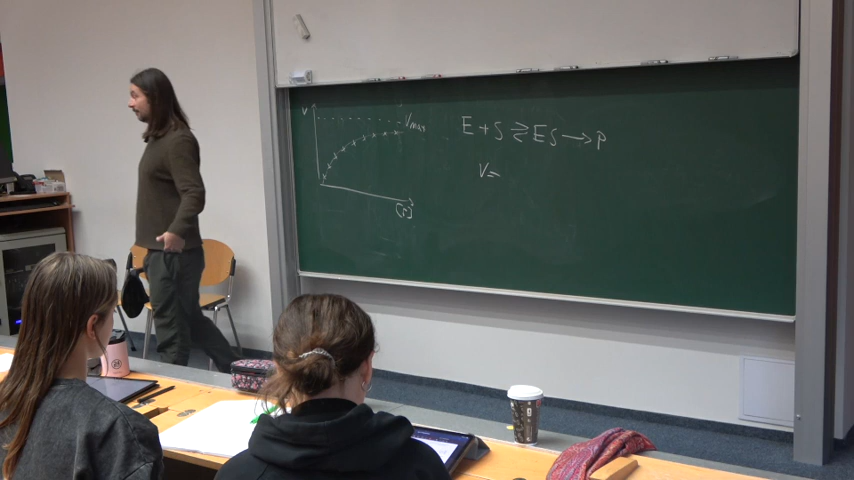 v
Vmax
[S]
E + S ⇄ ES → P
v=